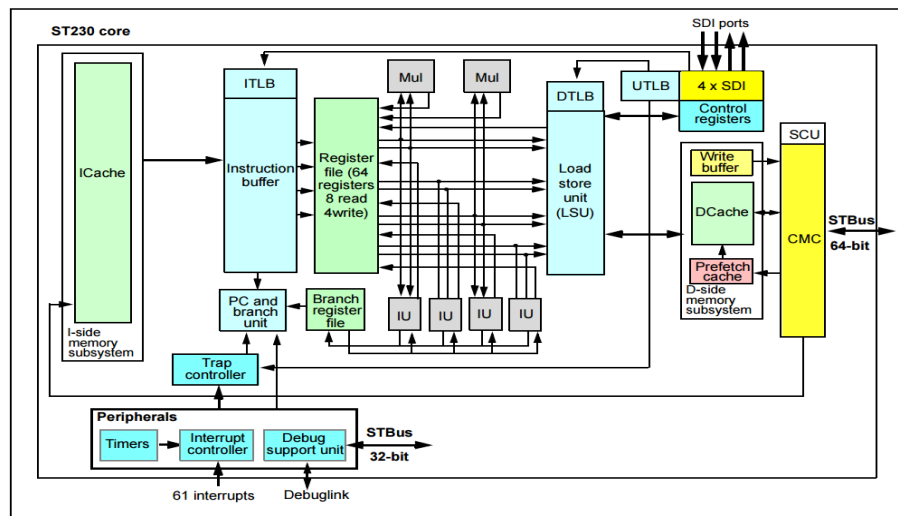 ST230 core
SDI ports
ITLB
Mul
Mul
DTLB
UTLB
4 x SDI
Control
registers
SCU
ICache
Instruction
buffer
Register
file (64
registers
8 read
4write)
Load
store
unit
(LSU)
Write
buffer
DCache
Prefetch
cache
D-side
memory
subsystem
CMC
STBus
64-bit
PC and
branch
unit
Branch
register
file
IU
IU
IU
IU
I-side
memory
subsystem
Trap
controller
Peripherals
Timers
Interrupt
controller
Debug
support unit
STBus
32-bit
61 interrupts
Debuglink